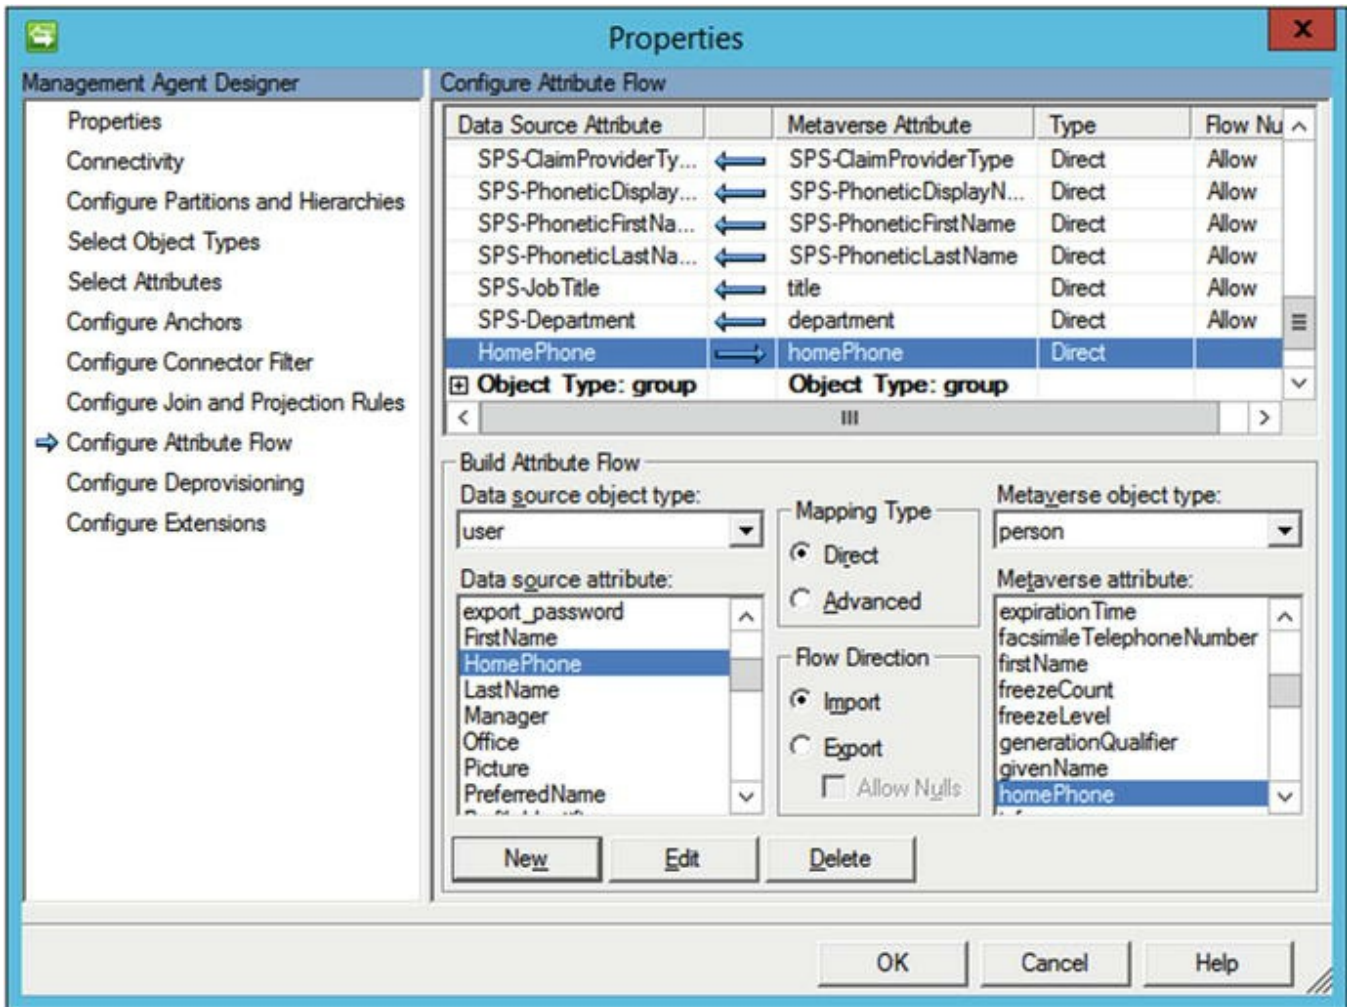 Properties
X
Management Agent Designer
Properties
Connectivity
Configure Partitions and Hierarchies
Select Object Types
Select Attributes
Configure Anchors
Configure Connector Filter
Configure Join and Projection Rules
Configure Attribute Flow
Configure Deprovisioning
Configure Extensions
Configure Attribute Flow
Data Source Attribute Metaverse Attribute Type Flow Nu
SPS-ClaimProviderTy... SPS-ClaimProviderType Direct Allow
SPS-PhoneticDisplay... SPS-PhoneticDisplayN... Direct Allow
SPS-PhoneticFirstNa... SPS-PhoneticFirstName Direct Allow
SPS-PhoneticLastNa... SPS-PhoneticLastName Direct Allow
SPS-JobTitle title Direct Allow
SPS-Department department Direct Allow
HomePhone homePhone Direct
Object Type: group Object Type: group
Build Attribute Flow
Data source object type:
user
Data source attribute:
export_password
FirstName
HomePhone
LastName
Manager
Office
Picture
PreferredName
Mapping Type
Direct
Advanced
Flow Direction
Import
Export
Allow Nulls
Metaverse object type:
person
Metaverse attribute:
expirationTime
facsimileTelephoneNumber
firstName
freezeCount
freezeLevel
generationQualifier
givenName
homePhone
New Edit Delete
OK Cancel Help